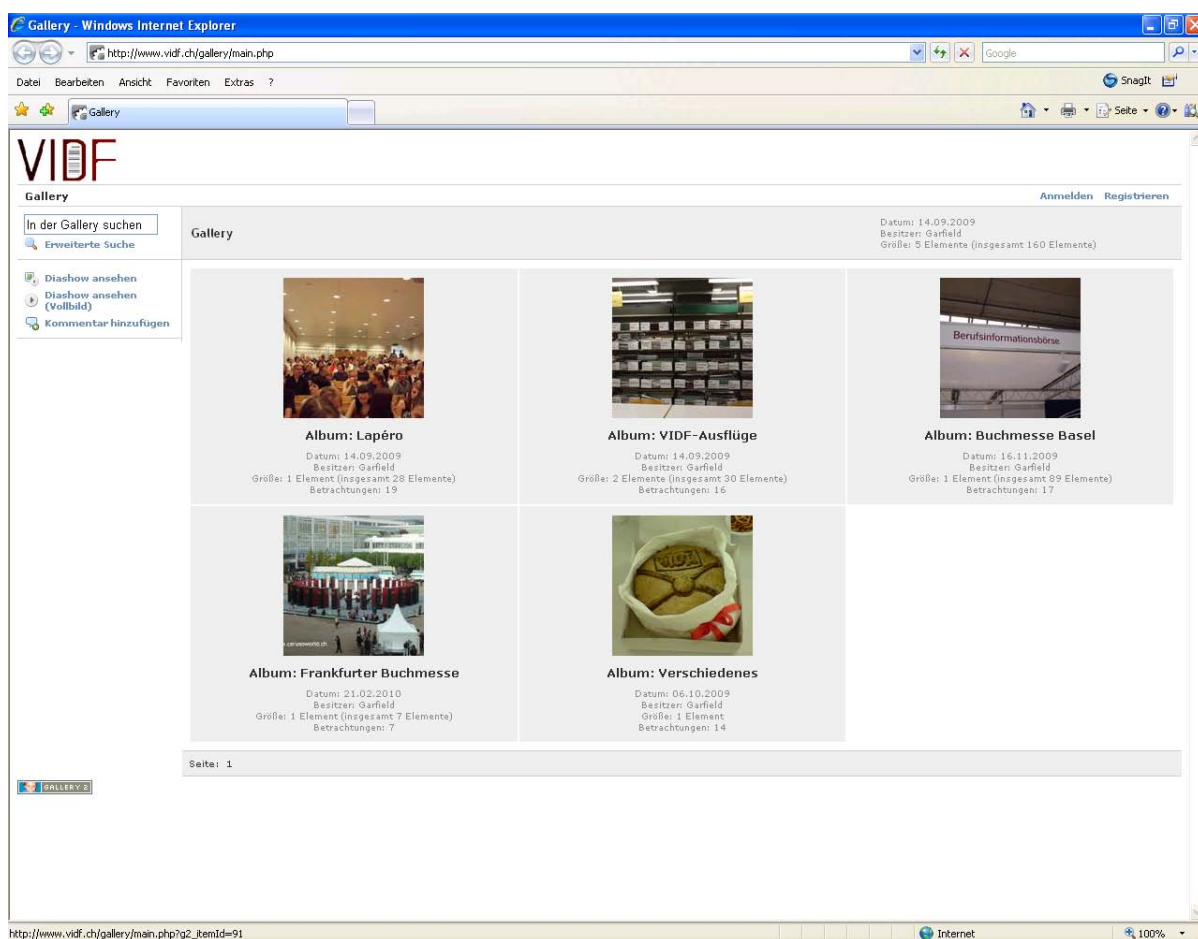 Gallery - Windows Internet Explorer
http://www.vidf.ch/gallery/main.php
Google
Datei Bearbeiten Ansicht Favoriten Extras ?
SnagIt
Gallery
Seite
VIDF
Gallery
Anmelden Registrieren
In der Gallery suchen
Erweiterte Suche
Diashow ansehen
Diashow ansehen
(Vollbild)
Kommentar hinzufügen
Gallery
Datum: 14.09.2009
Besitzer: Garfield
Größe: 5 Elemente (insgesamt 160 Elemente)
Berufsinformationsbörse
Album: Lapéro
Datum: 14.09.2009
Besitzer: Garfield
Größe: 1 Element (insgesamt 28 Elemente)
Betrachtungen: 19
Album: VIDF-Ausflüge
Datum: 14.09.2009
Besitzer: Garfield
Größe: 2 Elemente (insgesamt 30 Elemente)
Betrachtungen: 16
Album: Buchmesse Basel
Datum: 16.11.2009
Besitzer: Garfield
Größe: 1 Element (insgesamt 89 Elemente)
Betrachtungen: 17
Album: Frankfurter Buchmesse
Datum: 21.02.2010
Besitzer: Garfield
Größe: 1 Element (insgesamt 7 Elemente)
Betrachtungen: 7
VIDF
Album: Verschiedenes
Datum: 06.10.2009
Besitzer: Garfield
Größe: 1 Element
Betrachtungen: 14
Seite: 1
GALLERY 2
http://www.vidf.ch/gallery/main.php?g2_itemId=91
Internet
100%